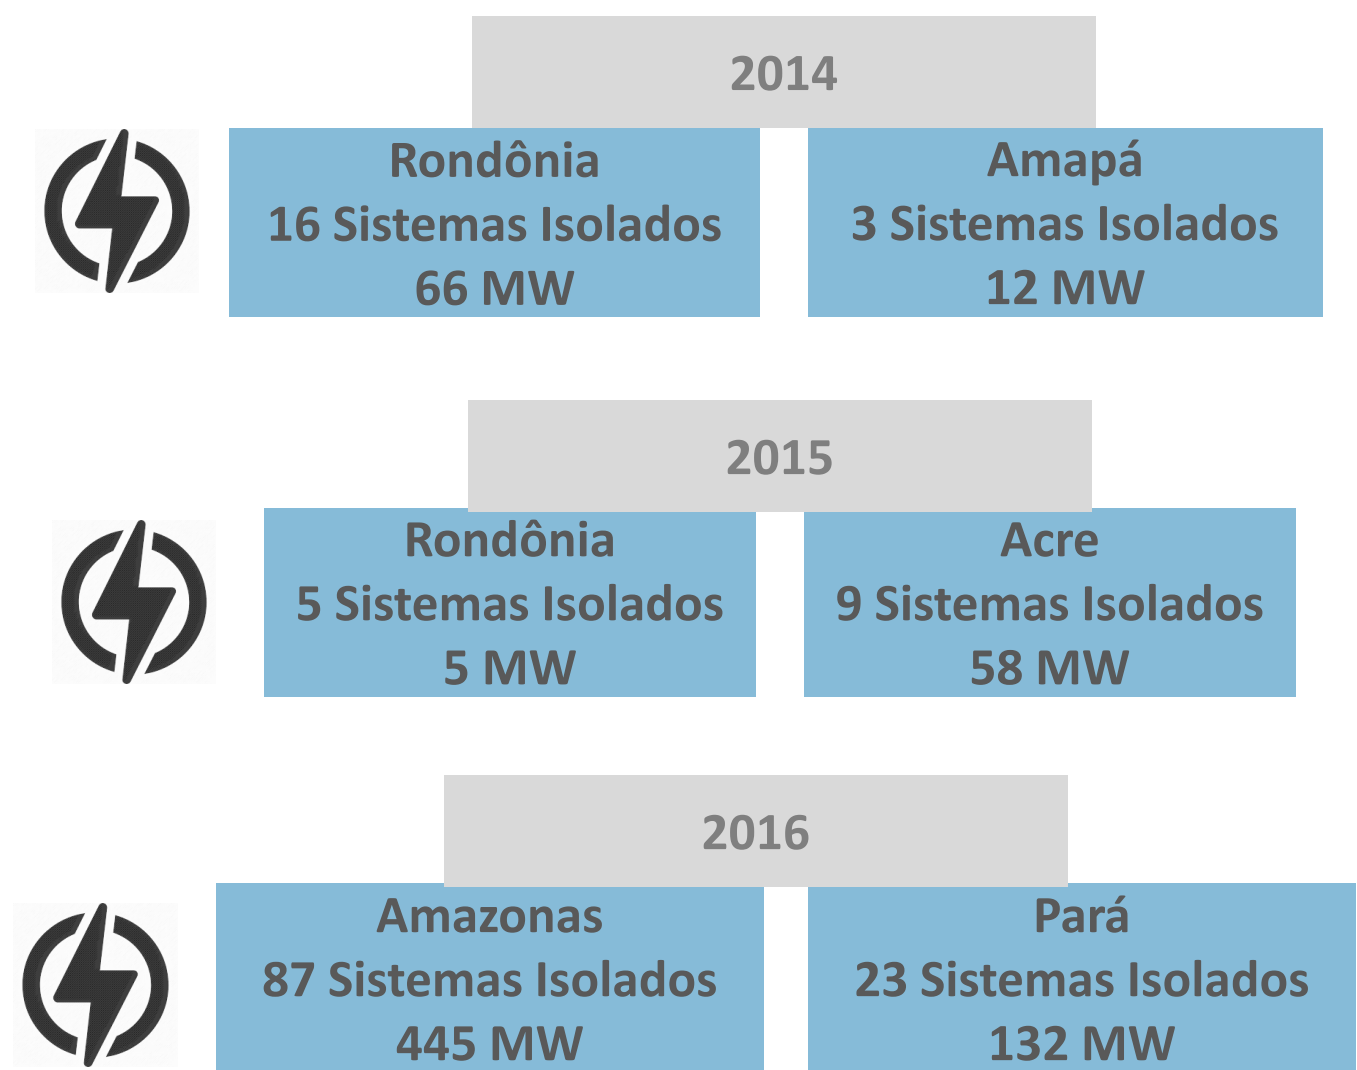 2014
Rondônia
16 Sistemas Isolados
66 MW
Amapá
3 Sistemas Isolados
12 MW
2015
Rondônia
5 Sistemas Isolados
5 MW
Acre
9 Sistemas Isolados
58 MW
2016
Amazonas
87 Sistemas Isolados
445 MW
Pará
23 Sistemas Isolados
132 MW